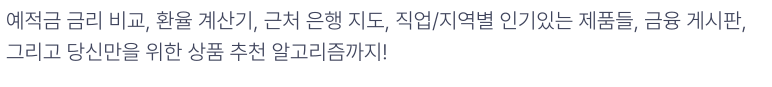 예적금 금리 비교, 환율 계산기, 근처 은행 지도, 직업/지역별 인기있는 제품들, 금융 게시판,
그리고 당신만을 위한 상품 추천 알고리즘까지!